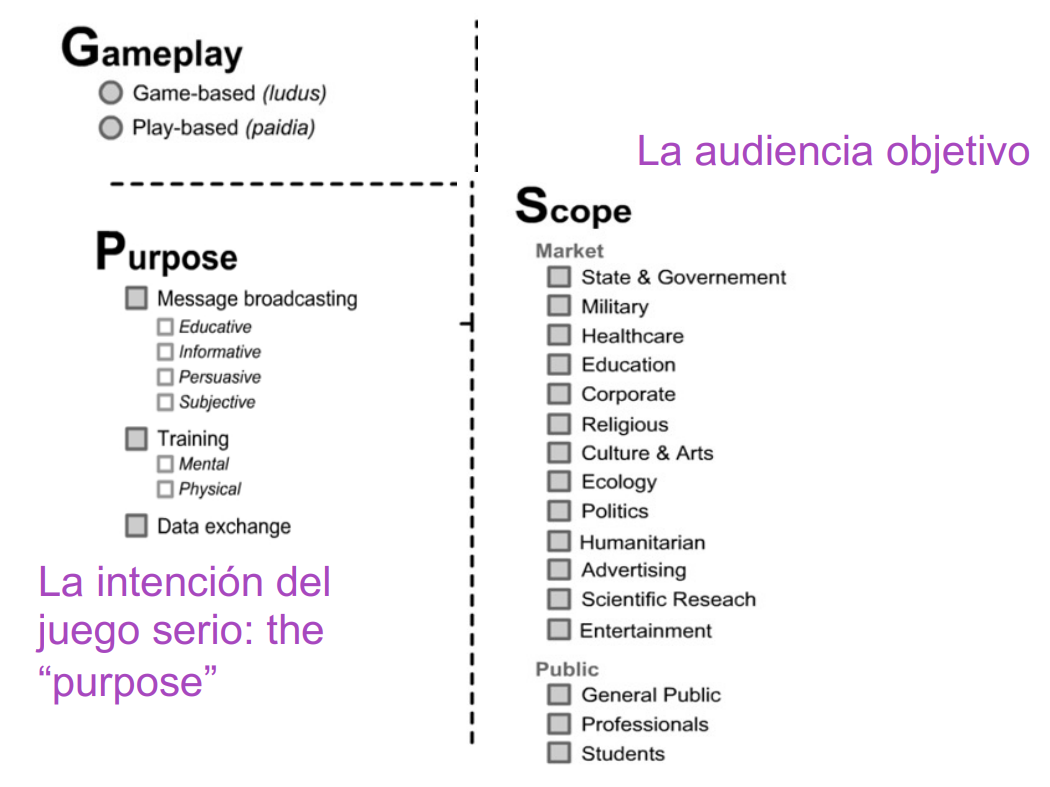 Gameplay
Game-based (ludus)
Play-based (paidia)
Purpose
Message broadcasting
Educative
Informative
Persuasive
Subjective
Training
Mental
Physical
Data exchange
La intención del
juego serio: the
“purpose”
La audiencia objetivo
Scope
Market
State & Governement
Military
Healthcare
Education
Corporate
Religious
Culture & Arts
Ecology
Politics
Humanitarian
Advertising
Scientific Reseach
Entertainment
Public
General Public
Professionals
Students